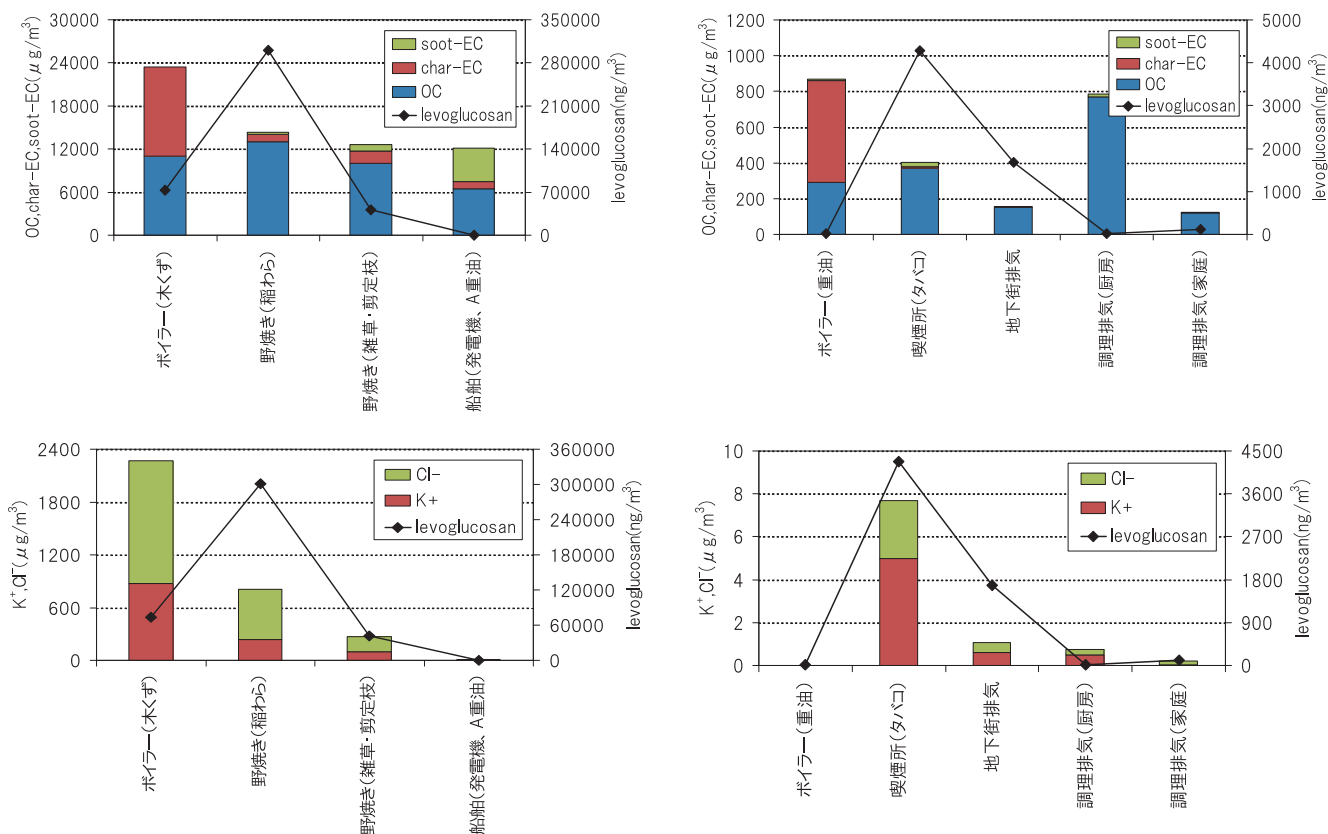 OC,char-EC,soot-EC(μg/m³)
30000
24000
18000
12000
6000
0
soot-EC
char-EC
OC
levoglucosan
350000
280000
210000
140000
70000
0
levoglucosan(ng/m³)
ボイラー(木くず)
野焼き(稲わら)
野焼き(雑草・剪定枝)
船舶(発電機、A重油)
OC,char-EC,soot-EC(μg/m³)
1200
1000
800
600
400
200
0
soot-EC
char-EC
OC
levoglucosan
5000
4000
3000
2000
1000
0
levoglucosan(ng/m³)
ボイラー(重油)
喫煙所(タバコ)
地下街排気
調理排気(厨房)
調理排気(家庭)
K⁺,Cl⁻(μg/m³)
2400
1800
1200
600
0
Cl-
K+
levoglucosan
360000
300000
240000
180000
120000
60000
0
levoglucosan(ng/m³)
ボイラー(木くず)
野焼き(稲わら)
野焼き(雑草・剪定枝)
船舶(発電機、A重油)
K⁺,Cl⁻(μg/m³)
10
8
6
4
2
0
Cl-
K+
levoglucosan
4500
3600
2700
1800
900
0
levoglucosan(ng/m³)
ボイラー(重油)
喫煙所(タバコ)
地下街排気
調理排気(厨房)
調理排気(家庭)